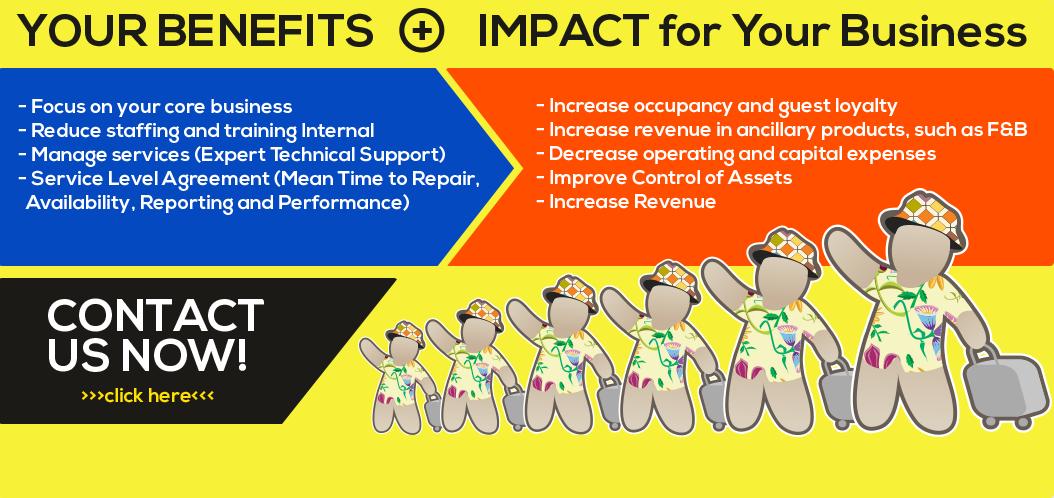 YOUR BENEFITS + IMPACT for Your Business
- Focus on your core business
- Reduce staffing and training Internal
- Manage services (Expert Technical Support)
- Service Level Agreement (Mean Time to Repair,
Availability, Reporting and Performance)
- Increase occupancy and guest loyalty
- Increase revenue in ancillary products, such as F&B
- Decrease operating and capital expenses
- Improve Control of Assets
- Increase Revenue
CONTACT
US NOW!
>>>click here<<<